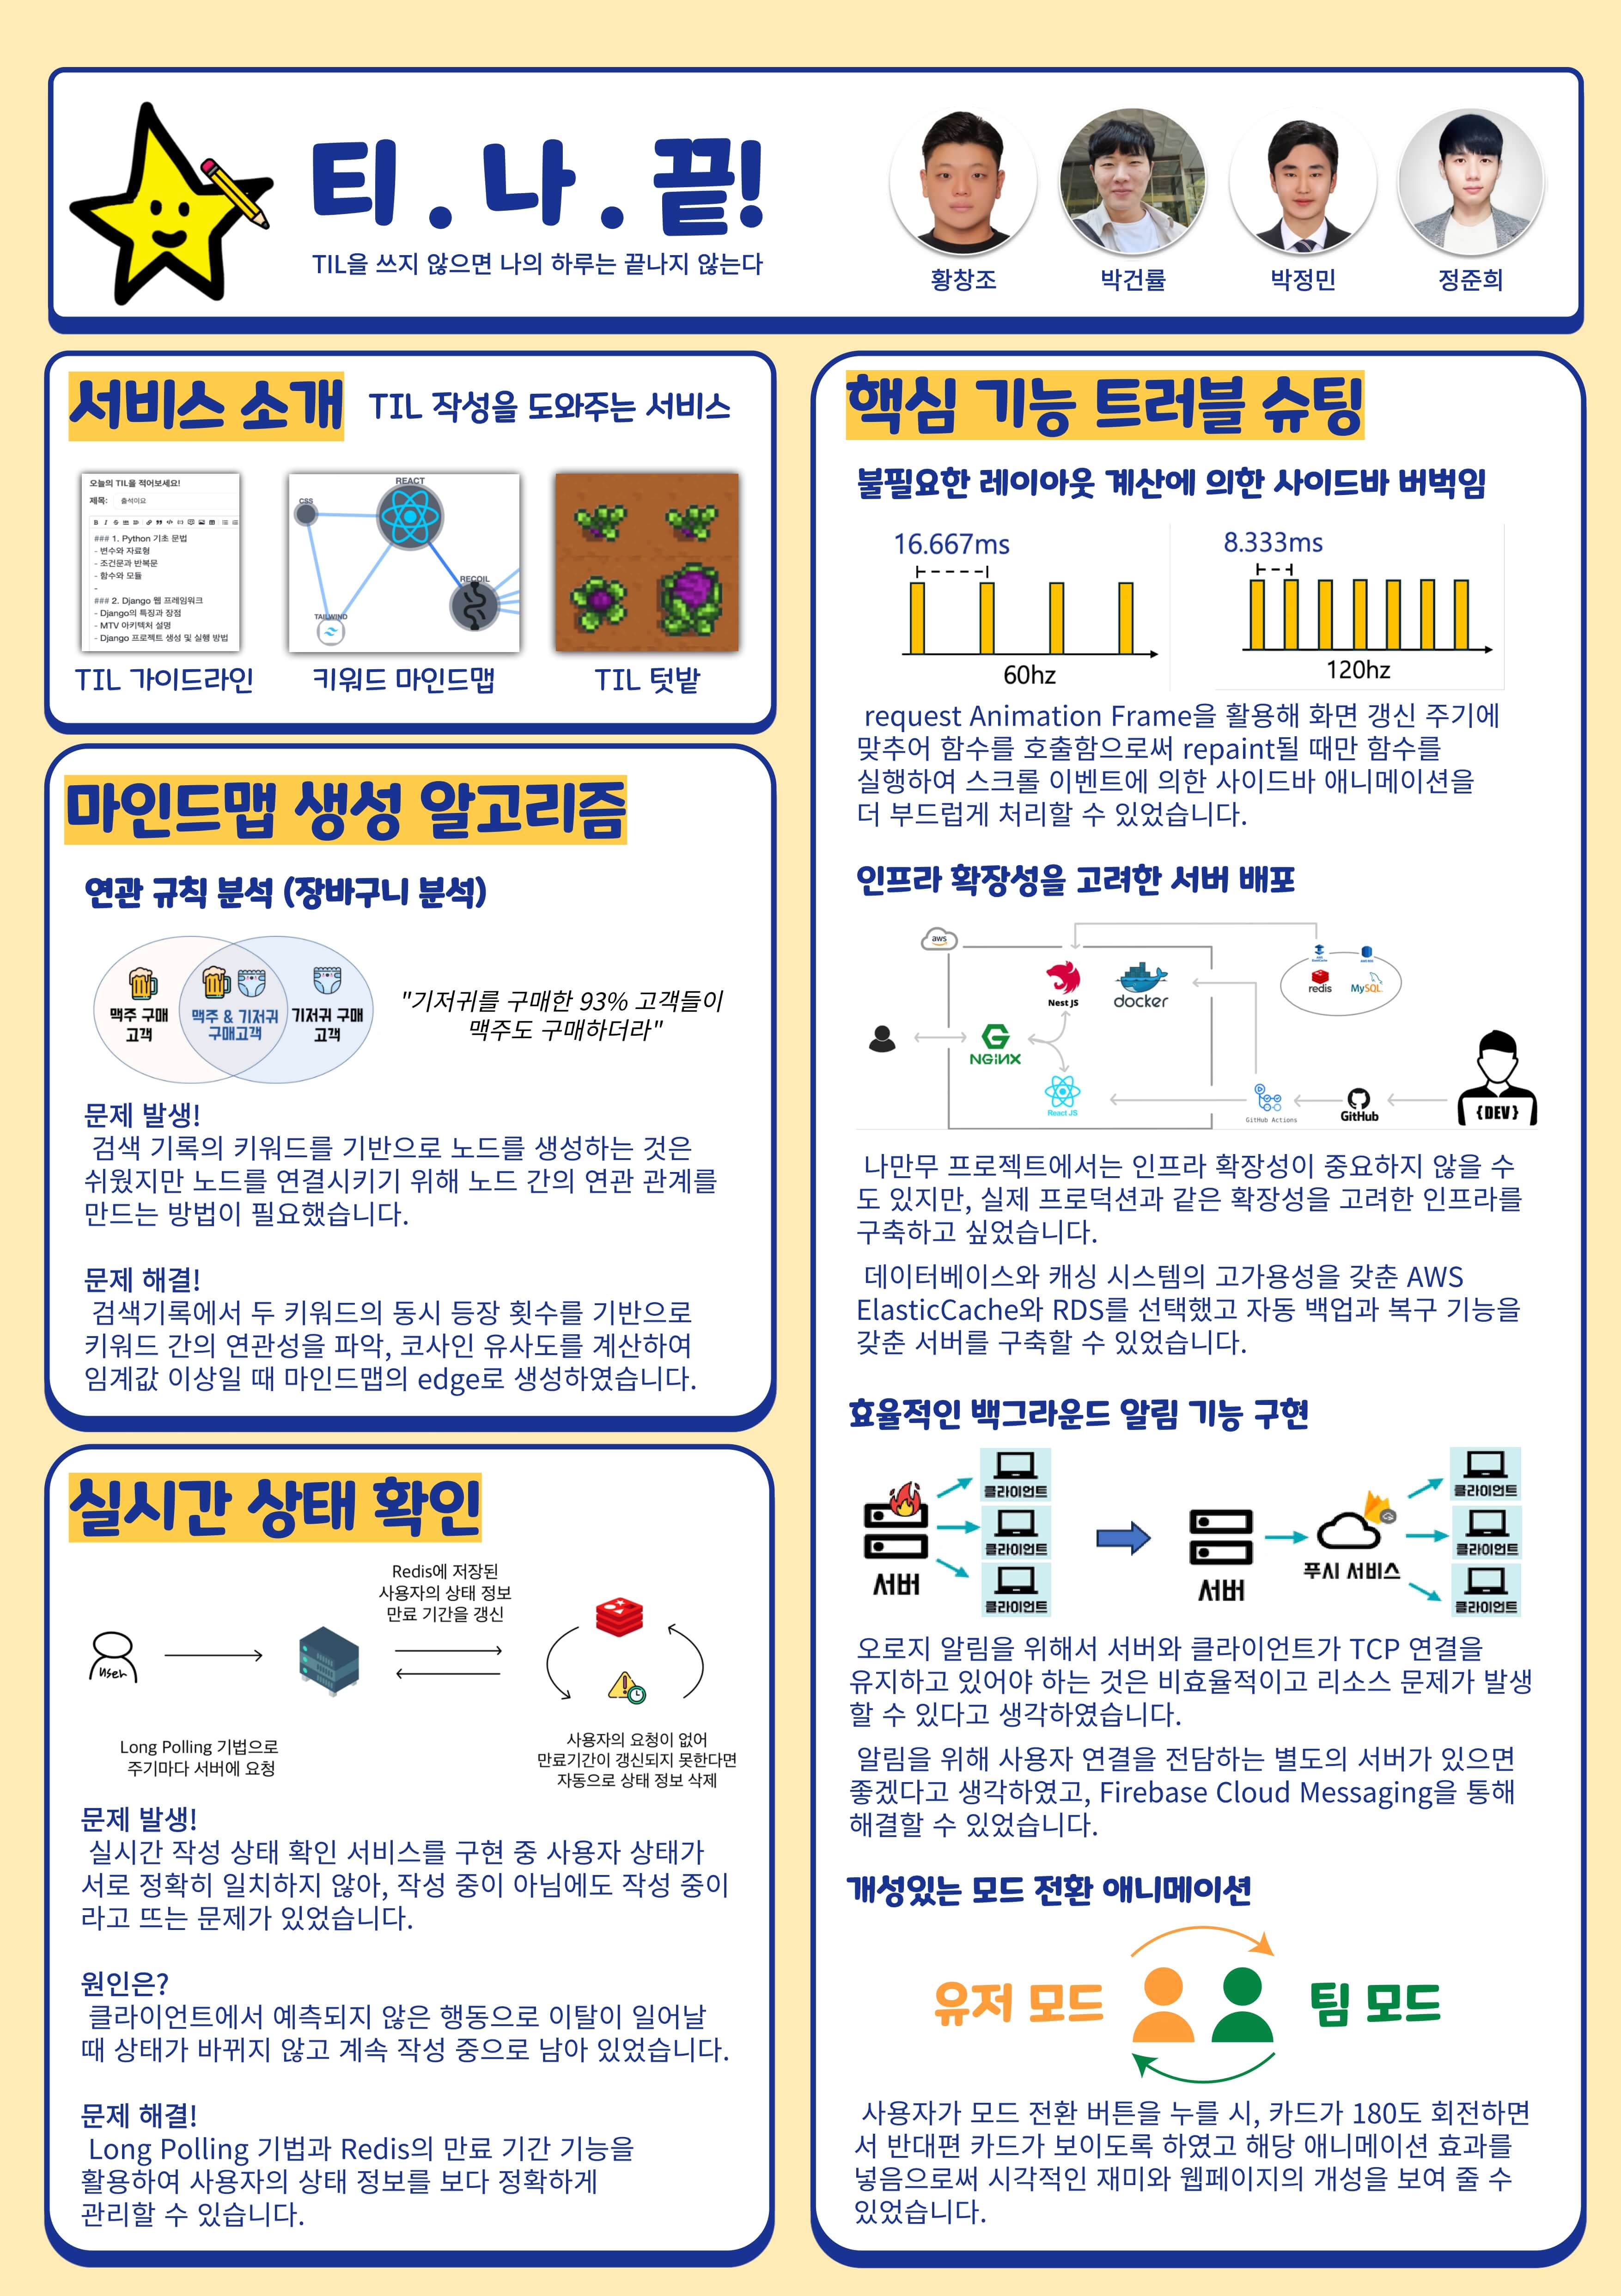 티.나.끝!
TIL을 쓰지 않으면 나의 하루는 끝나지 않는다
황창조
박건률
박정민
정준희
서비스 소개
TIL 작성을 도와주는 서비스
오늘의 TIL을 적어보세요!
제목: 출석미요
### 1. Python 기초 문법
- 변수와 자료형
- 조건문과 반복문
- 함수와 모듈
-
### 2. Django 웹 프레임워크
- Django의 특징과 장점
- MTV 아키텍처 설명
- Django 프로젝트 생성 및 실행 방법
CSS
REACT
RECOIL
TAILWIND
TIL 가이드라인
키워드 마인드맵
TIL 텃밭
마인드맵 생성 알고리즘
연관 규칙 분석 (장바구니 분석)
맥주 구매
고객
맥주 & 기저귀
구매고객
기저귀 구매
고객
"기저귀를 구매한 93% 고객들이
맥주도 구매하더라"
문제 발생!
검색 기록의 키워드를 기반으로 노드를 생성하는 것은
쉬웠지만 노드를 연결시키기 위해 노드 간의 연관 관계를
만드는 방법이 필요했습니다.
문제 해결!
검색기록에서 두 키워드의 동시 등장 횟수를 기반으로
키워드 간의 연관성을 파악, 코사인 유사도를 계산하여
임계값 이상일 때 마인드맵의 edge로 생성하였습니다.
실시간 상태 확인
Redis에 저장된
사용자의 상태 정보
만료 기간을 갱신
User
Long Polling 기법으로
주기마다 서버에 요청
사용자의 요청이 없어
만료기간이 갱신되지 못한다면
자동으로 상태 정보 삭제
문제 발생!
실시간 작성 상태 확인 서비스를 구현 중 사용자 상태가
서로 정확히 일치하지 않아, 작성 중이 아님에도 작성 중이
라고 뜨는 문제가 있었습니다.
원인은?
클라이언트에서 예측되지 않은 행동으로 이탈이 일어날
때 상태가 바뀌지 않고 계속 작성 중으로 남아 있었습니다.
문제 해결!
Long Polling 기법과 Redis의 만료 기간 기능을
활용하여 사용자의 상태 정보를 보다 정확하게
관리할 수 있습니다.
핵심 기능 트러블 슈팅
불필요한 레이아웃 계산에 의한 사이드바 버벅임
16.667ms
60hz
8.333ms
120hz
request Animation Frame을 활용해 화면 갱신 주기에
맞추어 함수를 호출함으로써 repaint될 때만 함수를
실행하여 스크롤 이벤트에 의한 사이드바 애니메이션을
더 부드럽게 처리할 수 있었습니다.
인프라 확장성을 고려한 서버 배포
aws
Nest JS
docker
redis
MySQL
NGINX
React JS
GitHub Actions
GitHub
{DEV}
나만무 프로젝트에서는 인프라 확장성이 중요하지 않을 수
도 있지만, 실제 프로덕션과 같은 확장성을 고려한 인프라를
구축하고 싶었습니다.
데이터베이스와 캐싱 시스템의 고가용성을 갖춘 AWS
ElasticCache와 RDS를 선택했고 자동 백업과 복구 기능을
갖춘 서버를 구축할 수 있었습니다.
효율적인 백그라운드 알림 기능 구현
서버
클라이언트
클라이언트
클라이언트
서버
푸시 서비스
클라이언트
클라이언트
클라이언트
오로지 알림을 위해서 서버와 클라이언트가 TCP 연결을
유지하고 있어야 하는 것은 비효율적이고 리소스 문제가 발생
할 수 있다고 생각하였습니다.
알림을 위해 사용자 연결을 전담하는 별도의 서버가 있으면
좋겠다고 생각하였고, Firebase Cloud Messaging을 통해
해결할 수 있었습니다.
개성있는 모드 전환 애니메이션
유저 모드
팀 모드
사용자가 모드 전환 버튼을 누를 시, 카드가 180도 회전하면
서 반대편 카드가 보이도록 하였고 해당 애니메이션 효과를
넣음으로써 시각적인 재미와 웹페이지의 개성을 보여 줄 수
있었습니다.